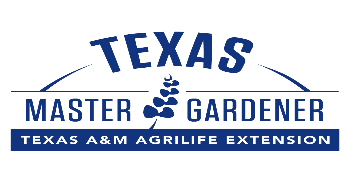 TEXAS
MASTER GARDENER
TEXAS A&M AGRILIFE EXTENSION